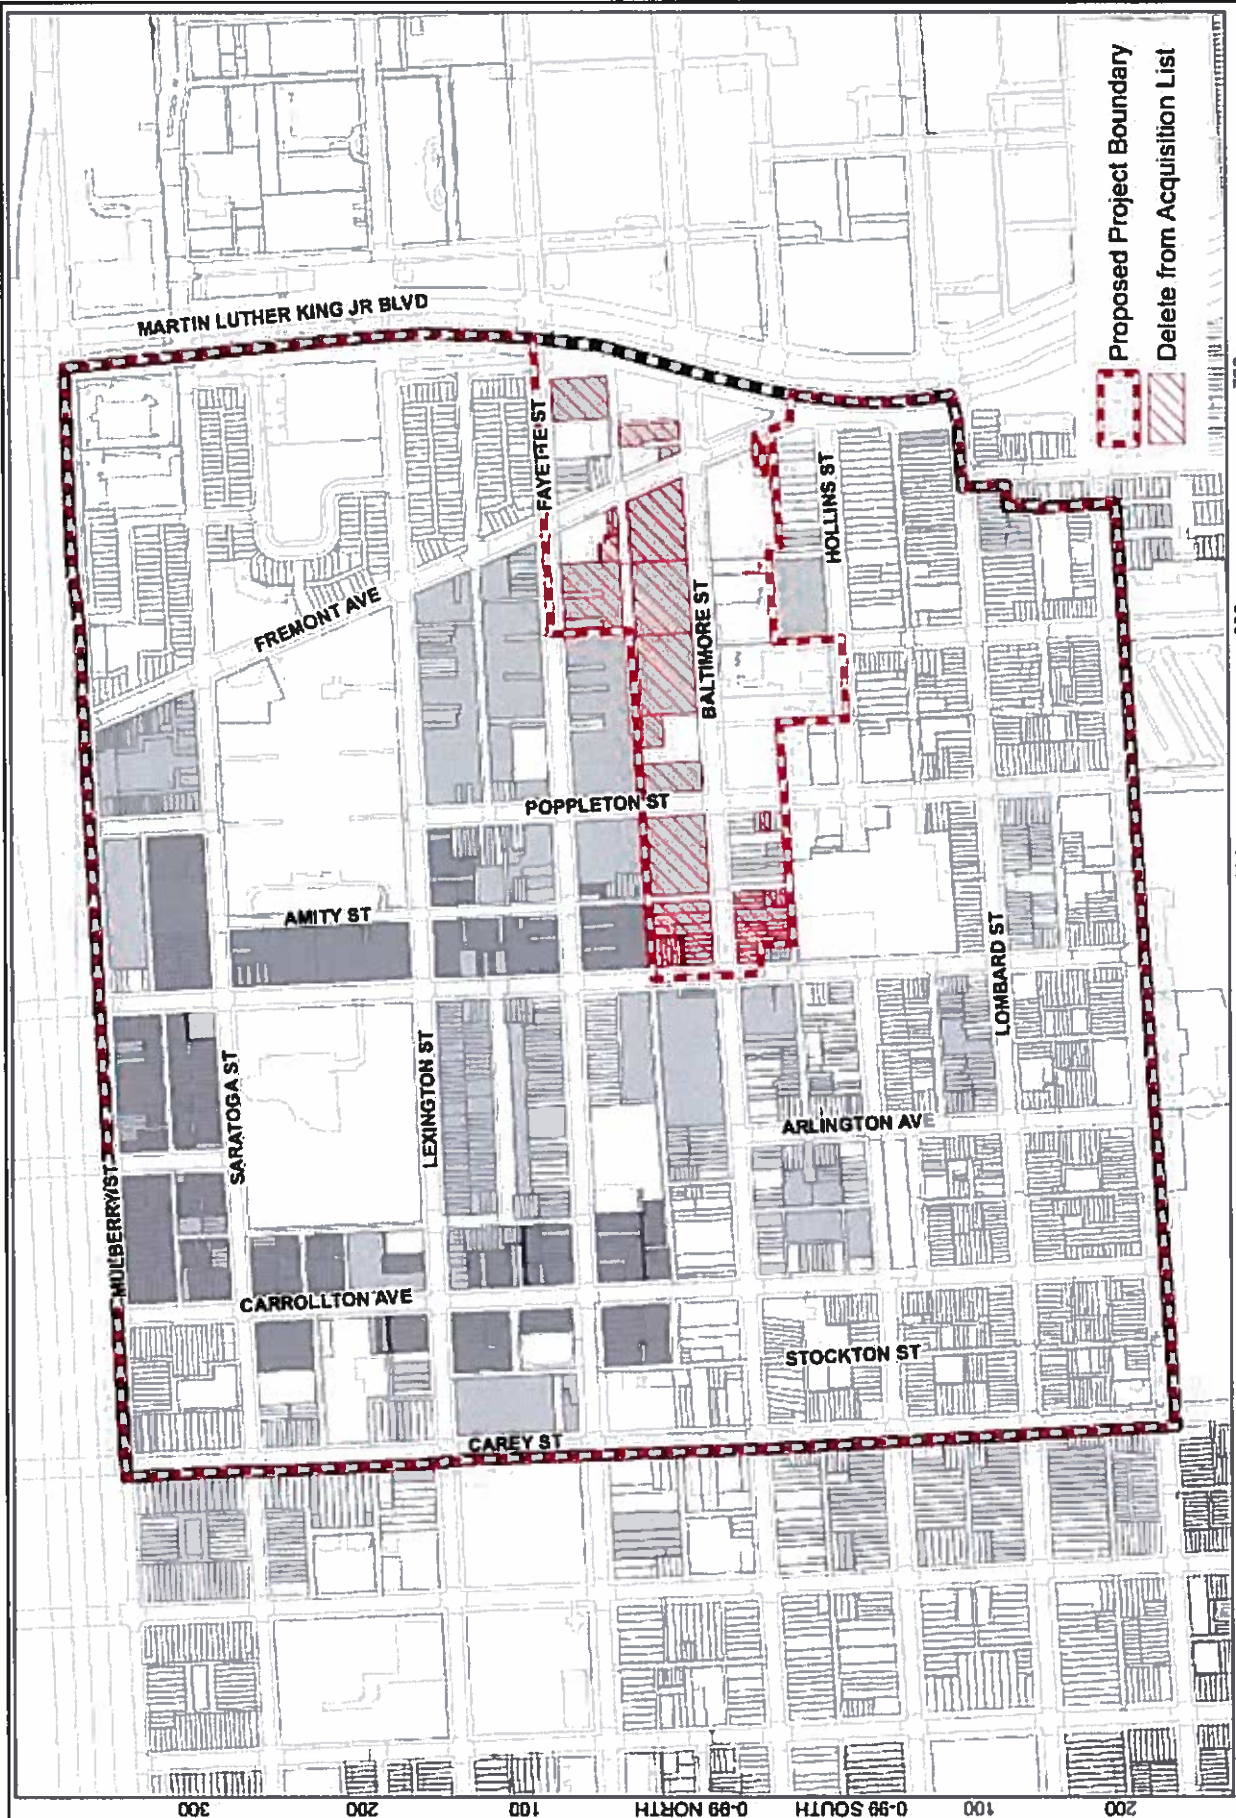 MARTIN LUTHER KING JR BLVD
FAYETTE ST
FREMONT AVE
HOLLINS ST
BALTIMORE ST
POPPLETON ST
AMITY ST
LOMBARD ST
SARATOGA ST
LEXINGTON ST
ARLINGTON AVE
MULBERRY ST
CARROLLTON AVE
STOCKTON ST
CAREY ST
Proposed Project Boundary
Delete from Acquisition List
300
200
100
0-99 NORTH
0-99 SOUTH
100
200